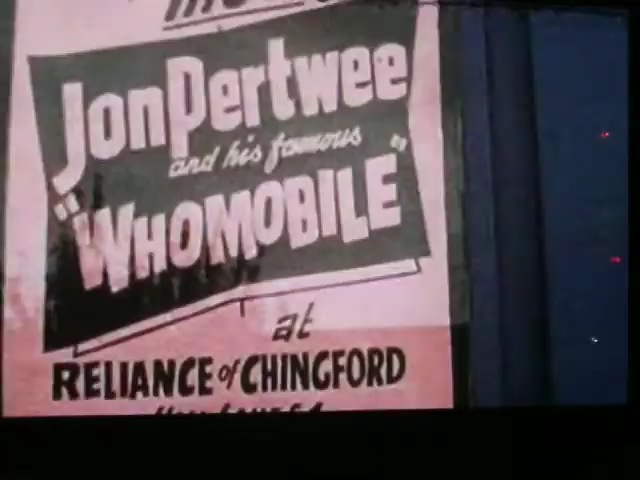 Jon Pertwee
and his famous
"WHOMOBILE"
at
RELIANCE of CHINGFORD